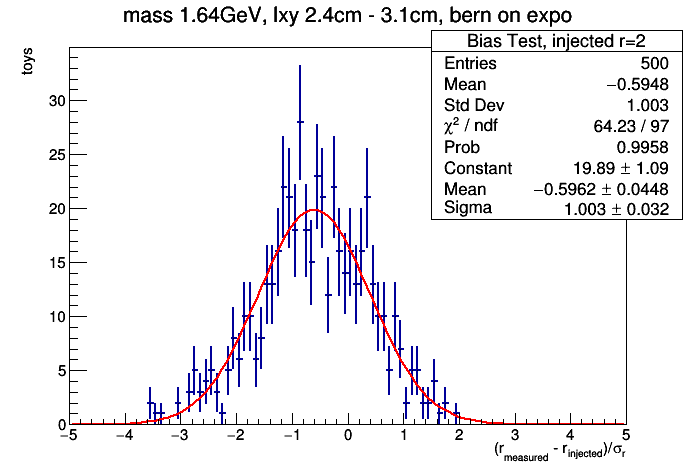 mass 1.64GeV, lxy 2.4cm - 3.1cm, bern on expo
Bias Test, injected r=2
Entries 500
Mean −0.5948
Std Dev 1.003
χ² / ndf 64.23 / 97
Prob 0.9958
Constant 19.89 ± 1.09
Mean −0.5962 ± 0.0448
Sigma 1.003 ± 0.032
toys
30
25
20
15
10
5
0
−5 −4 −3 −2 −1 0 1 2 3 4 5
(r_measured - r_injected)/σ_r